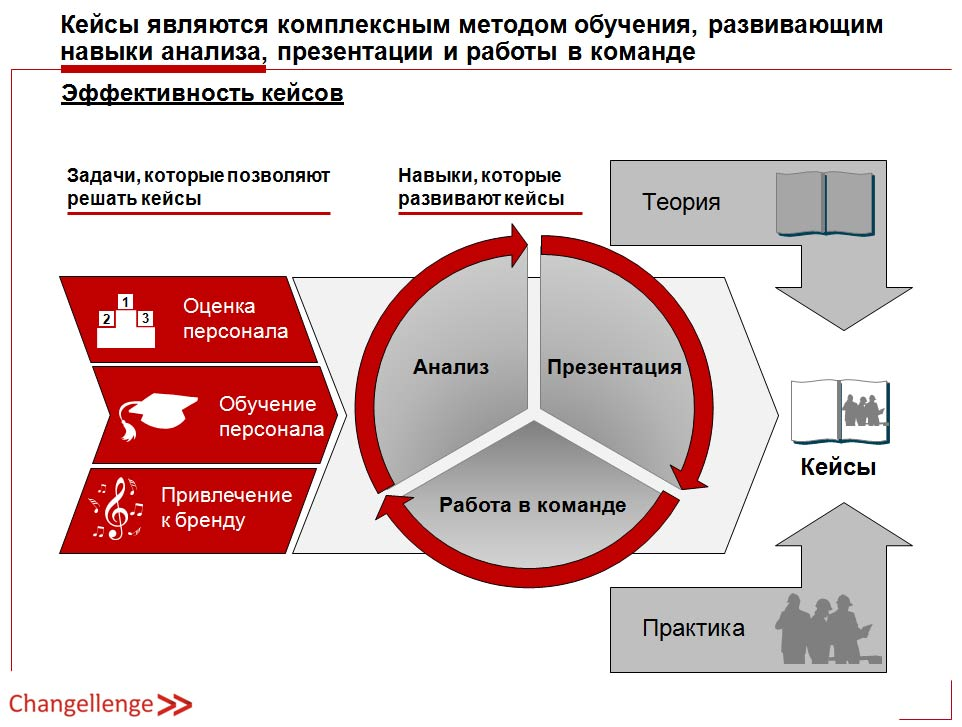 Кейсы являются комплексным методом обучения, развивающим
навыки анализа, презентации и работы в команде
Эффективность кейсов
Задачи, которые позволяют
решать кейсы
Навыки, которые
развивают кейсы
Теория
1
2
3
Оценка
персонала
Обучение
персонала
Привлечение
к бренду
Анализ
Презентация
Работа в команде
Кейсы
Практика
Changellenge >>